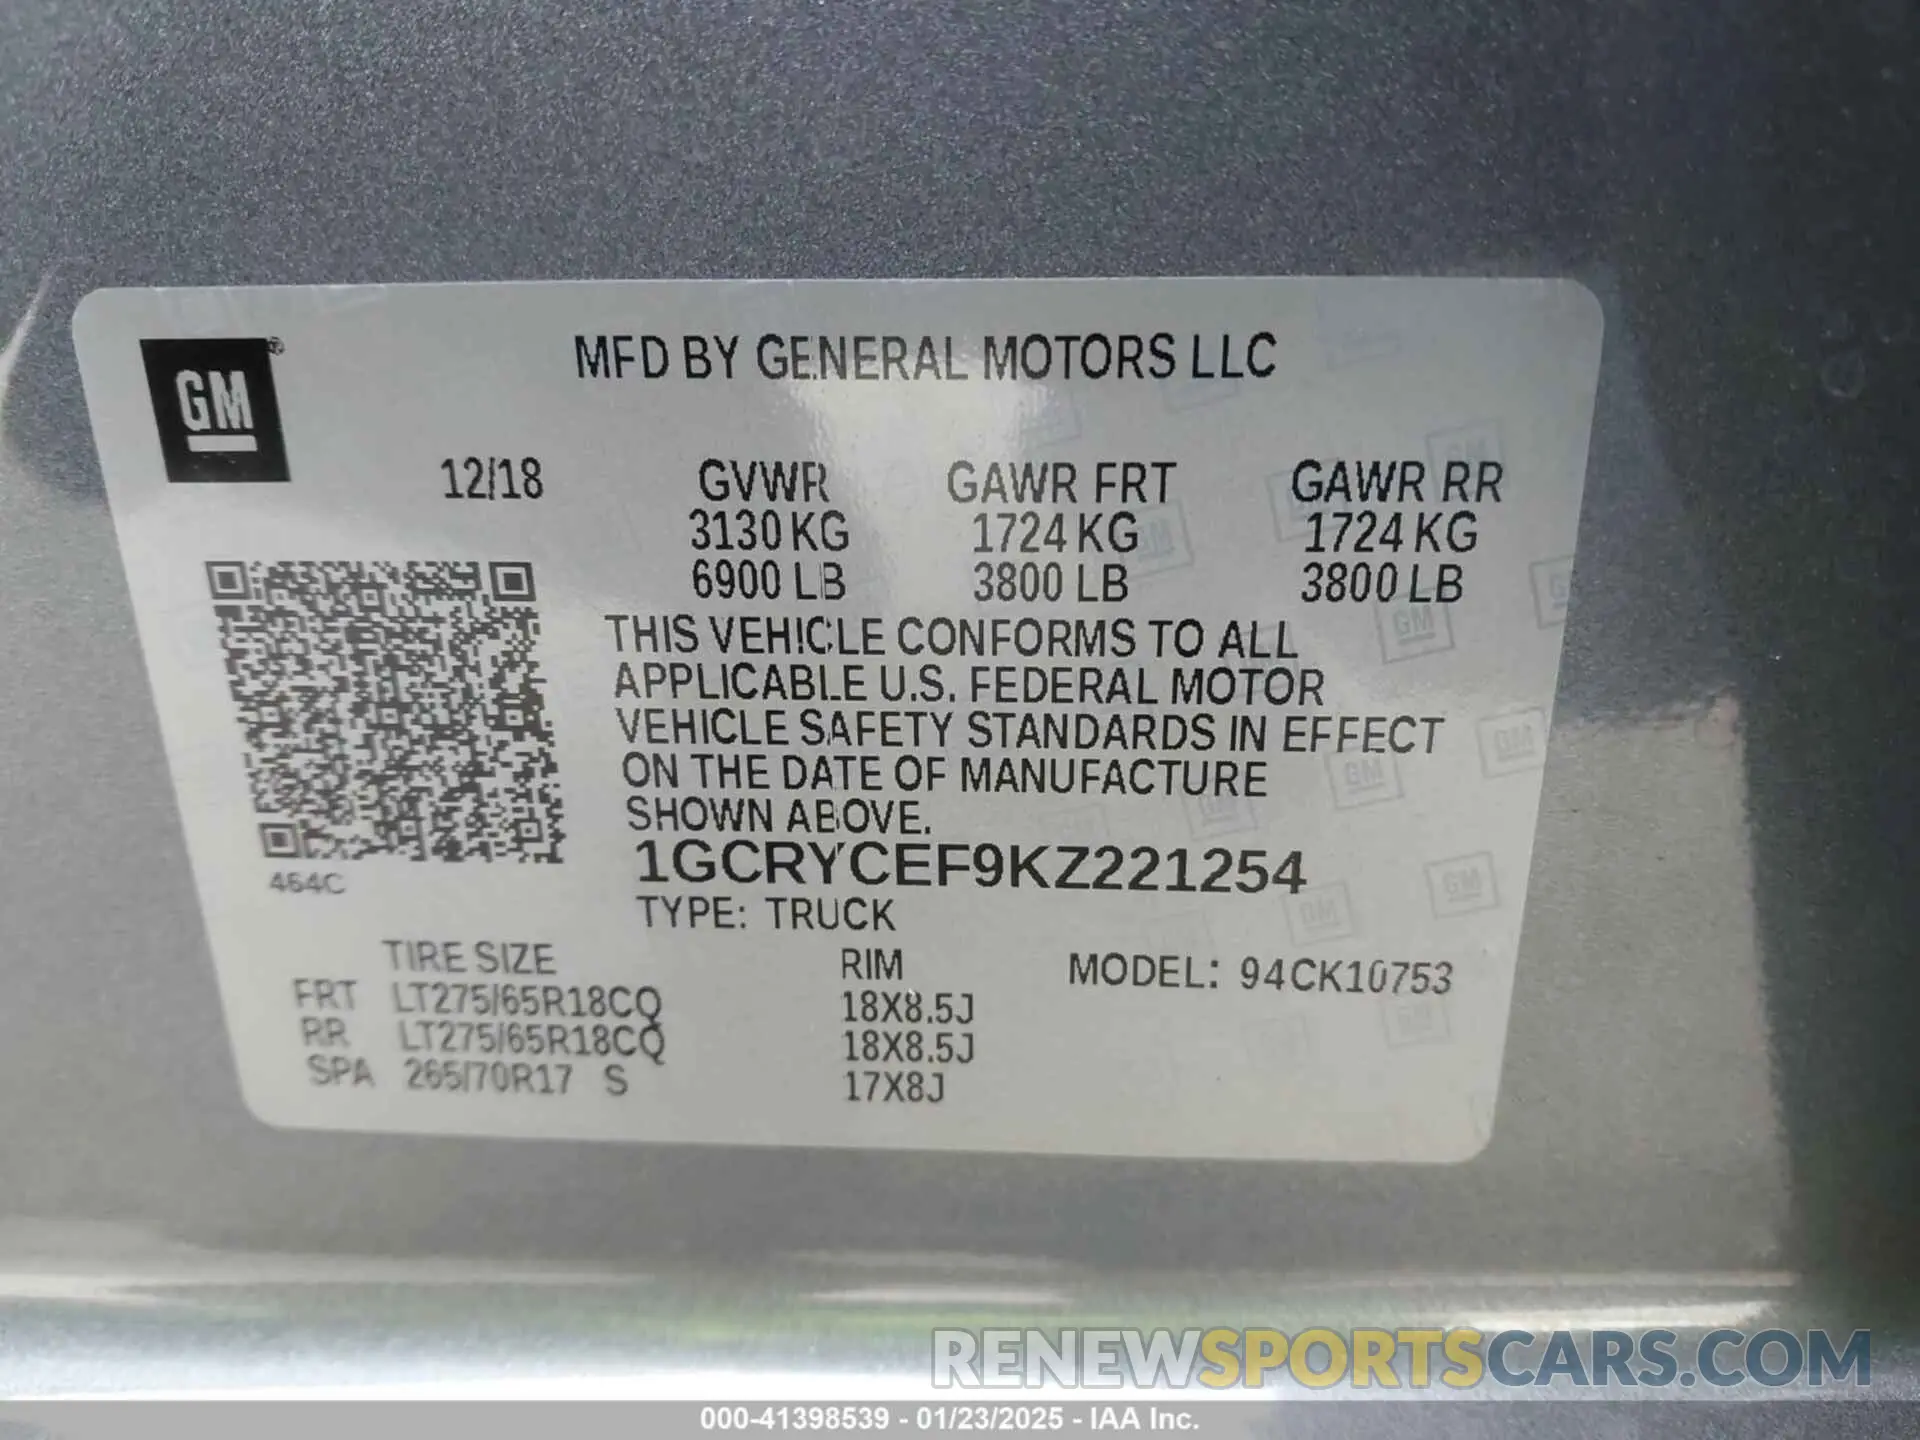 MFD BY GENERAL MOTORS LLC
GM
12/18 GVWR GAWR FRT GAWR RR
3130 KG 1724 KG 1724 KG
6900 LB 3800 LB 3800 LB
THIS VEHICLE CONFORMS TO ALL
APPLICABLE U.S. FEDERAL MOTOR
VEHICLE SAFETY STANDARDS IN EFFECT
ON THE DATE OF MANUFACTURE
SHOWN ABOVE.
1GCRYCEF9KZ221254
464C
TYPE: TRUCK
TIRE SIZE RIM MODEL: 94CK10753
FRT LT275/65R18CQ 18X8.5J
RR LT275/65R18CQ 18X8.5J
SPA 265/70R17 S 17X8J
RENEWSPORTSCARS.COM
000-41398539 - 01/23/2025 - IAA Inc.